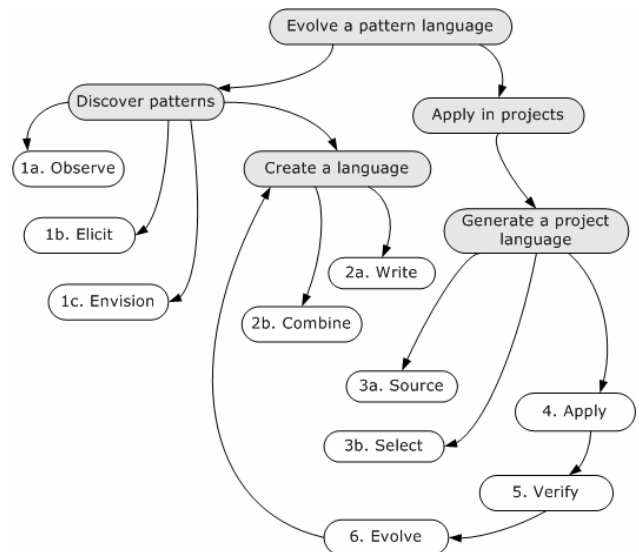 Evolve a pattern language
Discover patterns
Apply in projects
1a. Observe
Create a language
1b. Elicit
Generate a project
language
2a. Write
1c. Envision
2b. Combine
3a. Source
4. Apply
3b. Select
5. Verify
6. Evolve